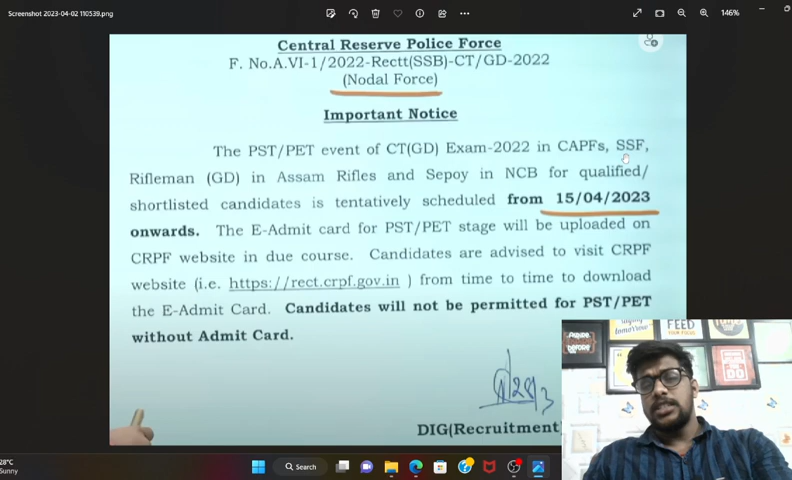 Screenshot 2023-04-02 110539.png
146%
Central Reserve Police Force
F. No.A.VI-1/2022-Rectt(SSB)-CT/GD-2022
(Nodal Force)
Important Notice
The PST/PET event of CT(GD) Exam-2022 in CAPFs, SSF,
Rifleman (GD) in Assam Rifles and Sepoy in NCB for qualified/
shortlisted candidates is tentatively scheduled from 15/04/2023
onwards. The E-Admit card for PST/PET stage will be uploaded on
CRPF website in due course. Candidates are advised to visit CRPF
website (i.e. https://rect.crpf.gov.in ) from time to time to download
the E-Admit Card. Candidates will not be permitted for PST/PET
without Admit Card.
DIG(Recruitment
FEED
DO
28°C
Sunny
Search